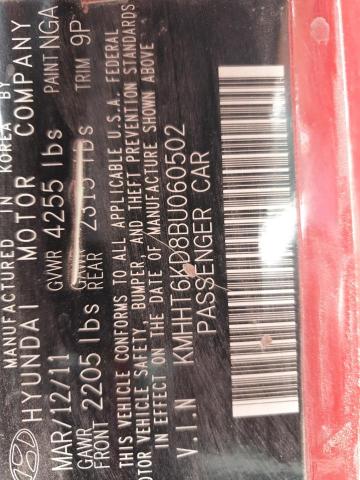 MANUFACTURED IN KOREA BY
HYUNDAI MOTOR COMPANY
MAR/12/11 GVWR 4255 lbs PAINT NGA
GAWR
FRONT 2205 lbs REAR 2315 lbs TRIM 9P
THIS VEHICLE CONFORMS TO ALL APPLICABLE U.S.A. FEDERAL
MOTOR VEHICLE SAFETY, BUMPER, AND THEFT PREVENTION STANDARDS
IN EFFECT ON THE DATE OF MANUFACTURE SHOWN ABOVE
V.I.N KMHHT6KD8BU060502
PASSENGER CAR